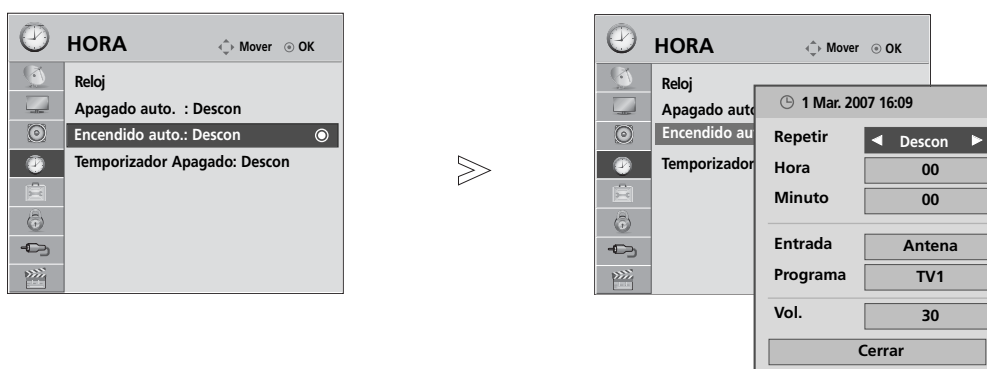 HORA
Mover OK
Reloj
Apagado auto. : Descon
Encendido auto.: Descon
Temporizador Apagado: Descon
HORA
Mover OK
Reloj
Apagado auto
Encendido au
Temporizador
1 Mar. 2007 16:09
Repetir ◄ Descon ►
Hora 00
Minuto 00
Entrada Antena
Programa TV1
Vol. 30
Cerrar